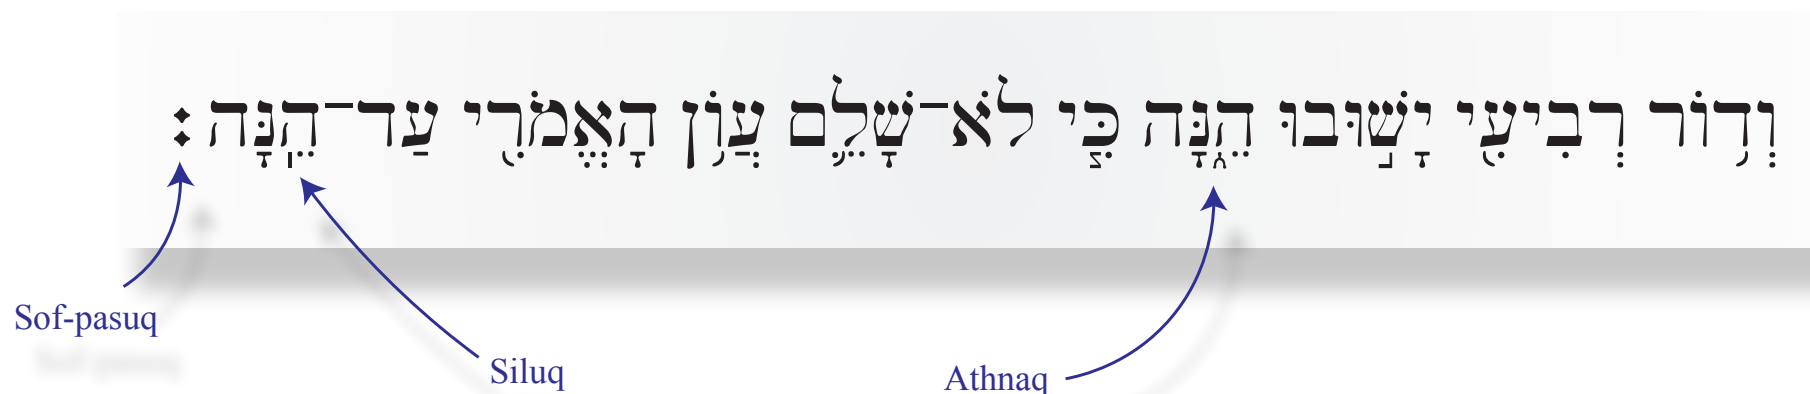 וְד֥וֹר רְבִיעִ֖י יָשׁ֣וּבוּ הֵ֑נָּה כִּ֧י לֹא־שָׁלֵ֛ם עֲוֺ֥ן הָאֱמֹרִ֖י עַד־הֵֽנָּה׃
Sof-pasuq
Siluq
Athnaq